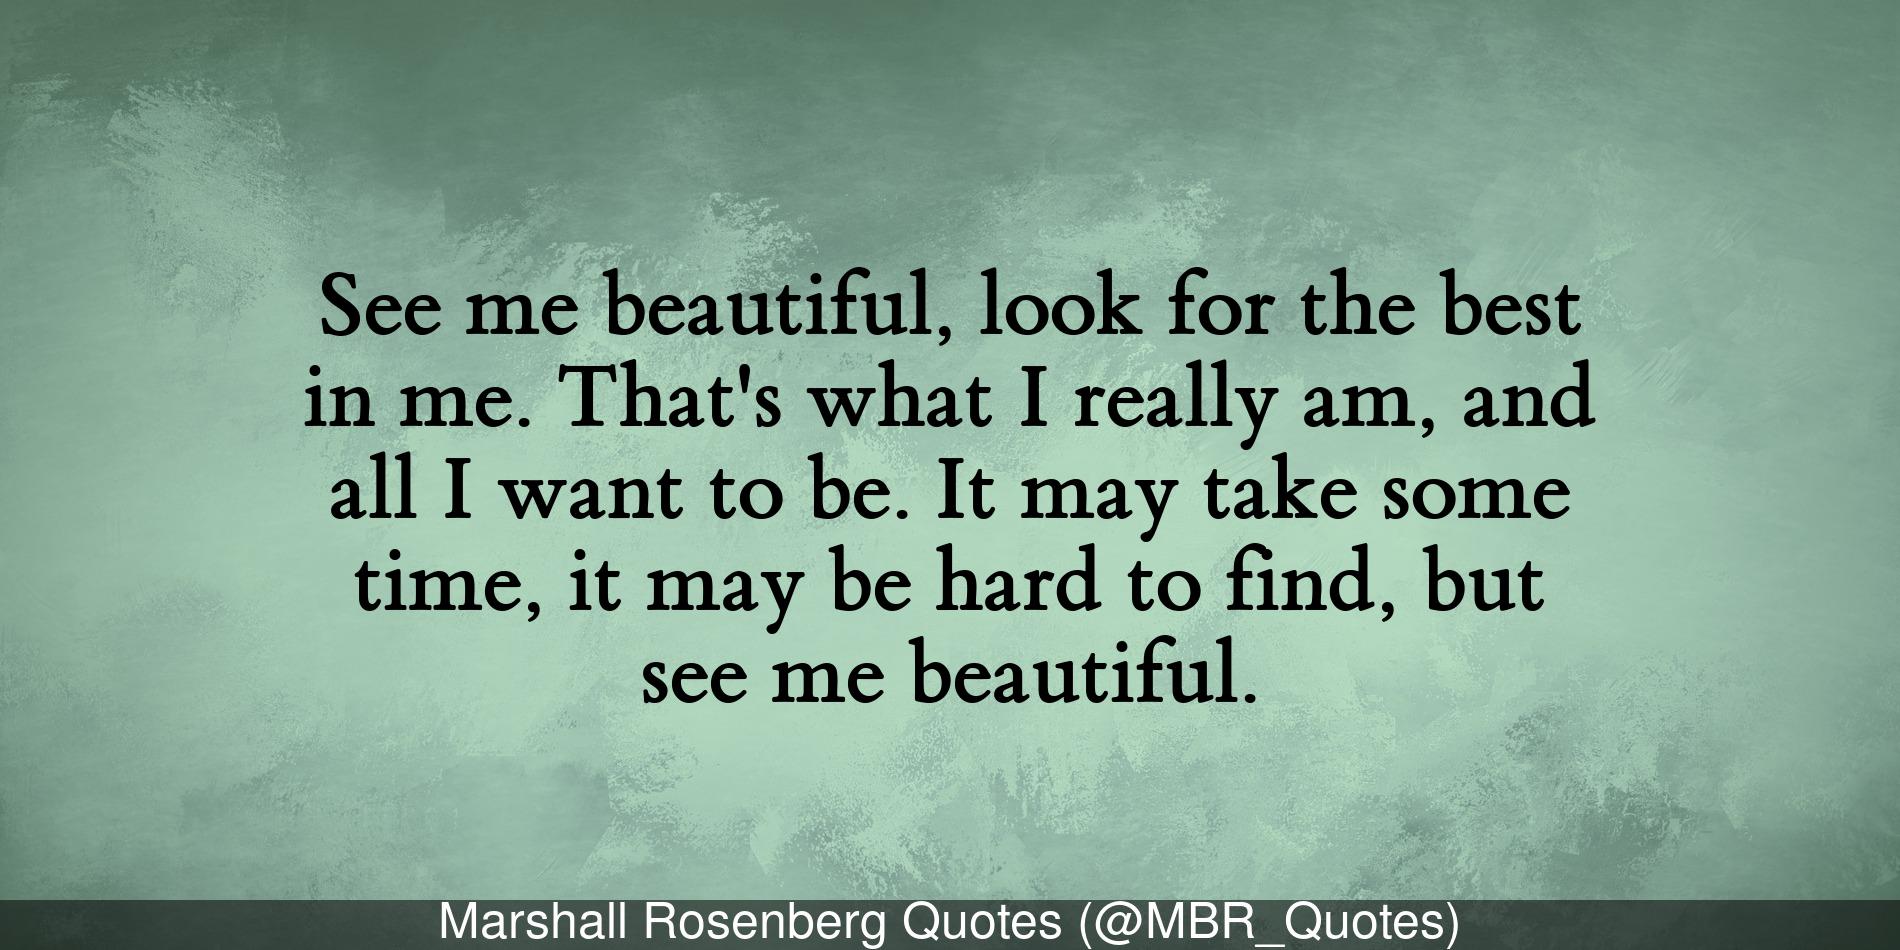 See me beautiful, look for the best
in me. That's what I really am, and
all I want to be. It may take some
time, it may be hard to find, but
see me beautiful.
Marshall Rosenberg Quotes (@MBR_Quotes)